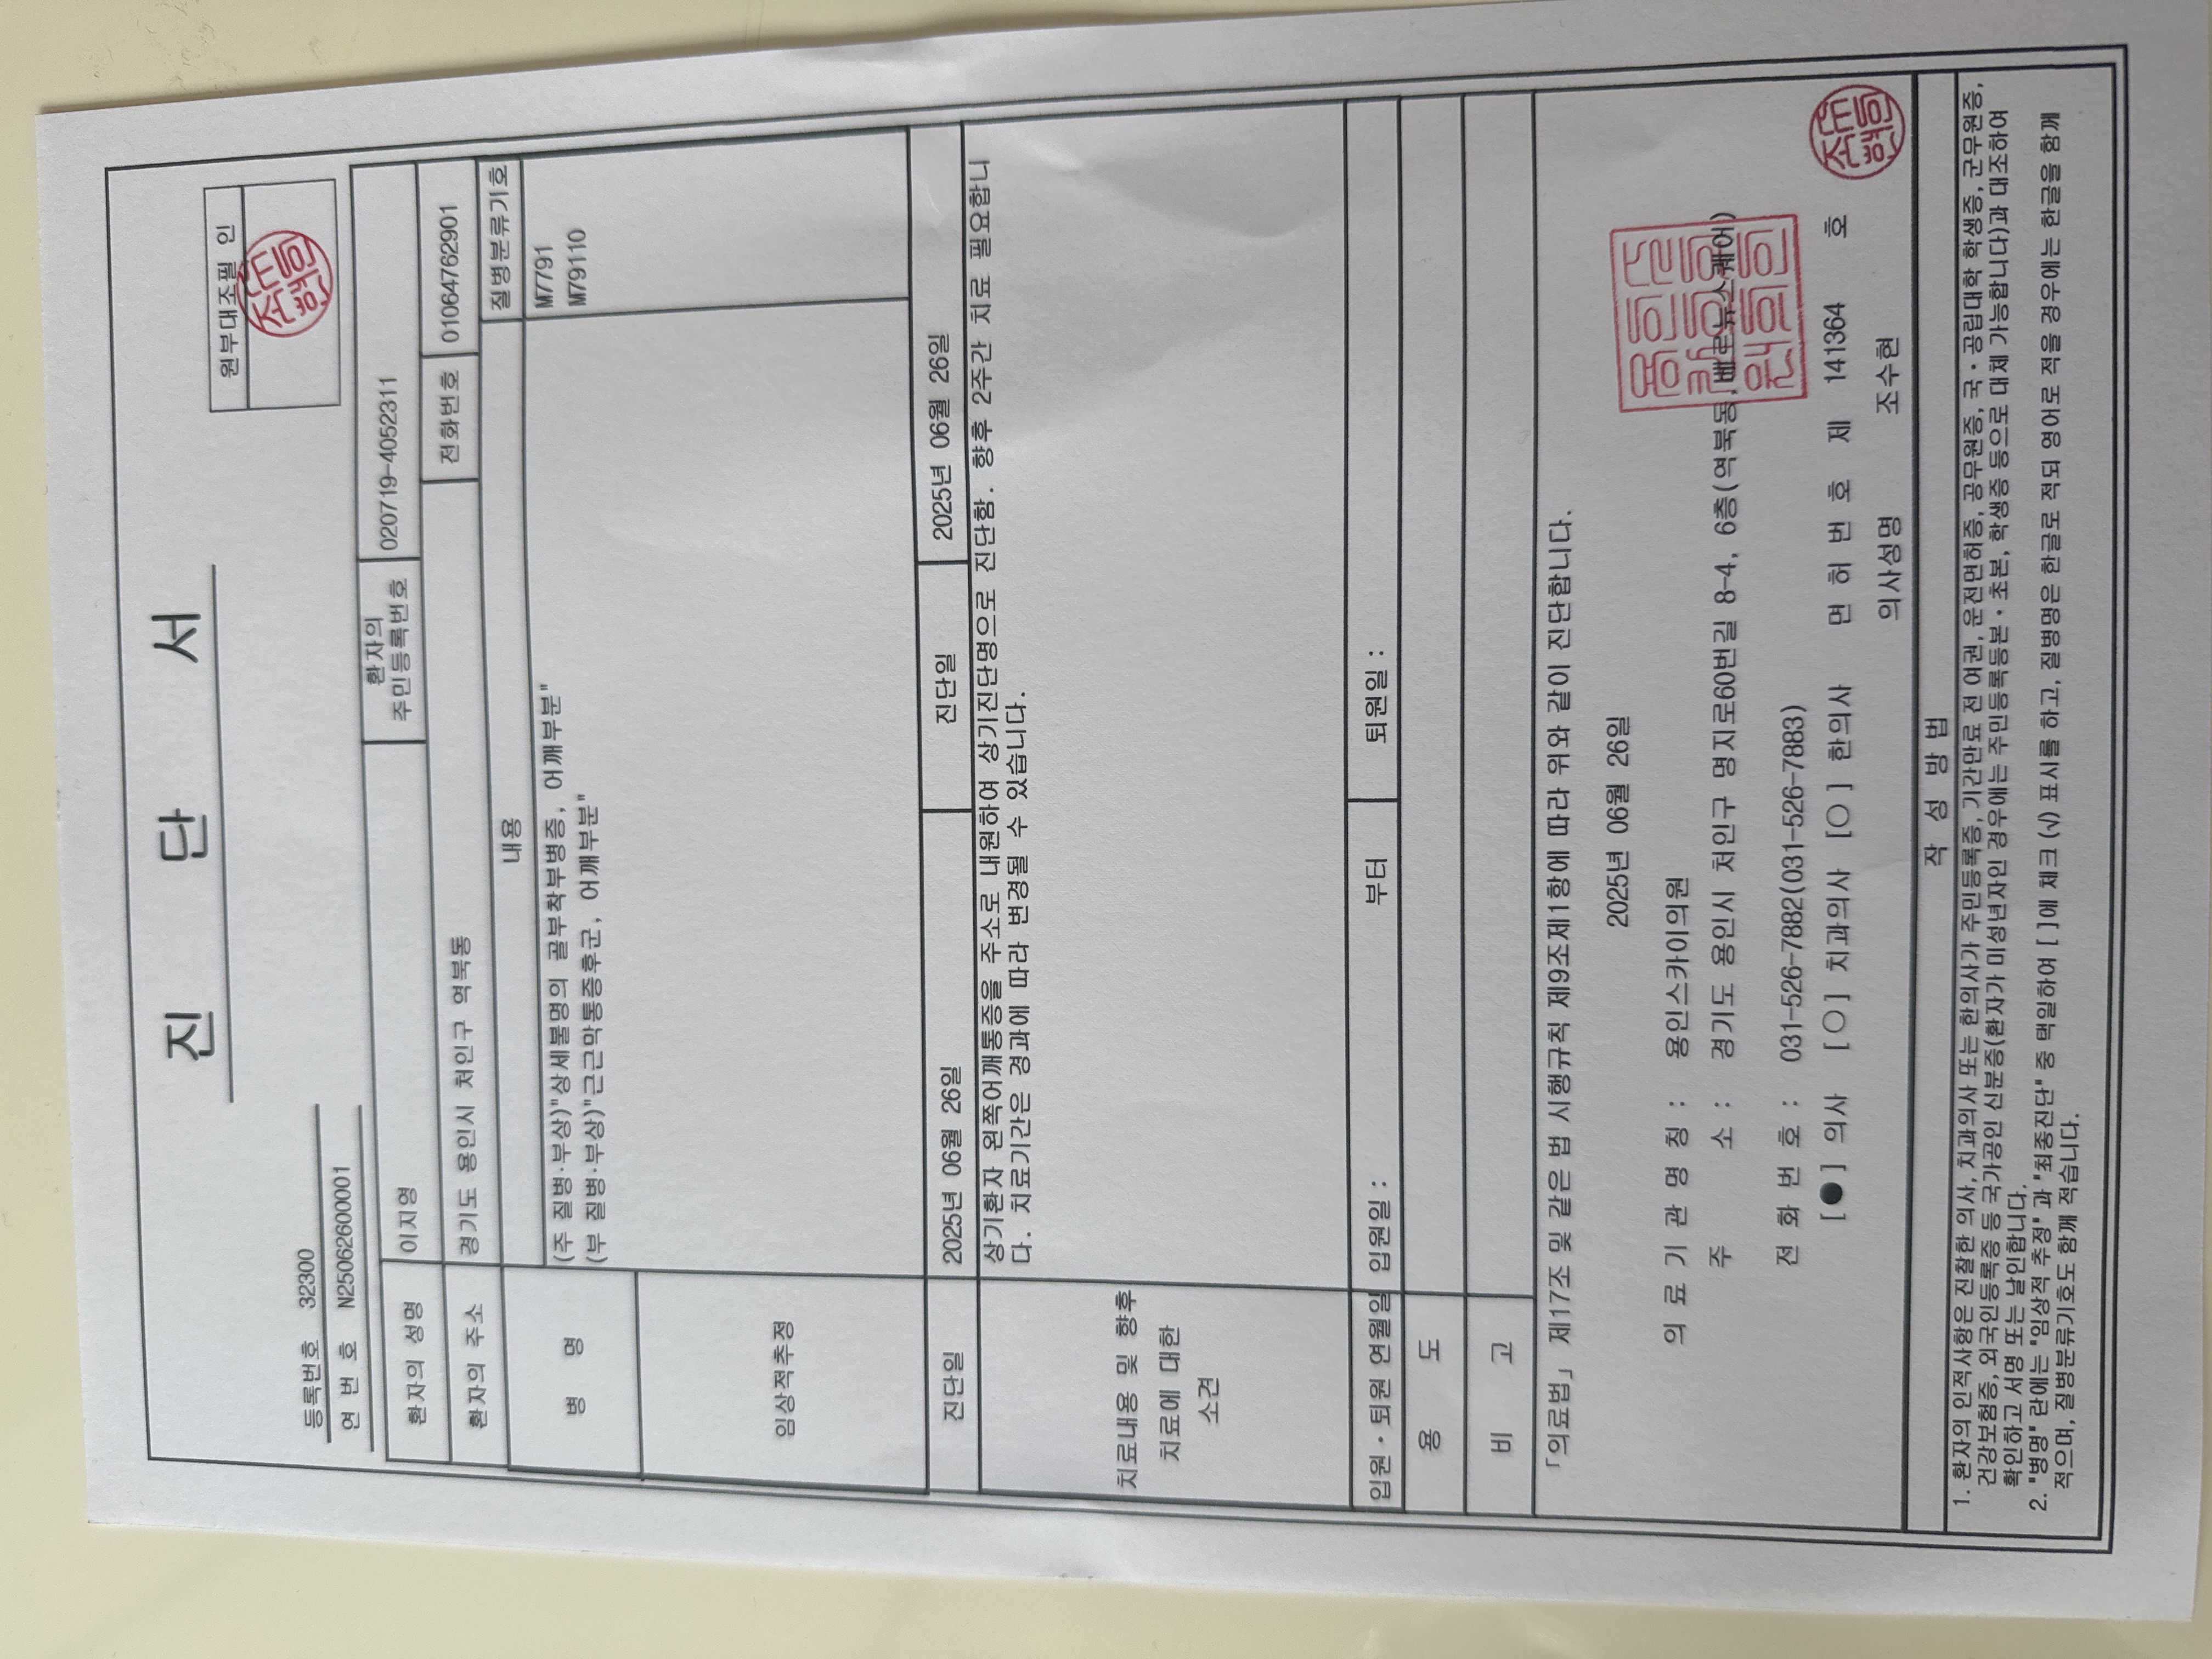 진 단 서
등록번호 32300
연 번 호 N2506260001
원부대조필 인
환자의 성명 이지영 환자의 주민등록번호 020719-4052311
환자의 주소 경기도 용인시 처인구 역북동 전화번호 01064762901
병 명 내용 질병분류기호
(주 질병·부상)"상세불명의 골부착부병증, 어깨부분" M7791
(부 질병·부상)"근근막통증후군, 어깨부분" M79110
임상적추정
진단일 2025년 06월 26일 진단일 2025년 06월 26일
치료내용 및 향후 치료에 대한 소견
상기환자 왼쪽어깨통증을 주소로 내원하여 상기진단명으로 진단함. 향후 2주간 치료 필요합니
다. 치료기간은 경과에 따라 변경될 수 있습니다.
입원·퇴원 연월일 입원일 : 부터 퇴원일 :
용 도
비 고
「의료법」 제17조 및 같은 법 시행규칙 제9조제1항에 따라 위와 같이 진단합니다.
2025년 06월 26일
의 료 기 관 명 칭 : 용인스카이의원
주 소 : 경기도 용인시 처인구 명지로60번길 8-4, 6층(역북동,
전 화 번 호 : 031-526-7882(031-526-7883)
[●] 의사 [○] 치과의사 [○] 한의사 면 허 번 호 제 141364 호
의사성명 조수현
작 성 방 법
1. 환자의 인적사항은 진찰한 의사, 치과의사 또는 한의사가 주민등록증, 기간만료 전 여권, 운전면허증, 공무원증, 국·공립대학 학생증, 군무원증,
건강보험증, 외국인등록증 등 국가공인 신분증(환자가 미성년자인 경우에는 주민등록등본·초본, 학생증 등으로 대체 가능합니다)과 대조하여
확인하고 서명 또는 날인합니다.
2. "병명" 란에는 "임상적 추정" 과 "최종진단" 중 택일하여 [ ]에 체크 (√) 표시를 하고, 질병명은 한글로 적되 영어로 적을 경우에는 한글을 함께
적으며, 질병분류기호도 함께 적습니다.